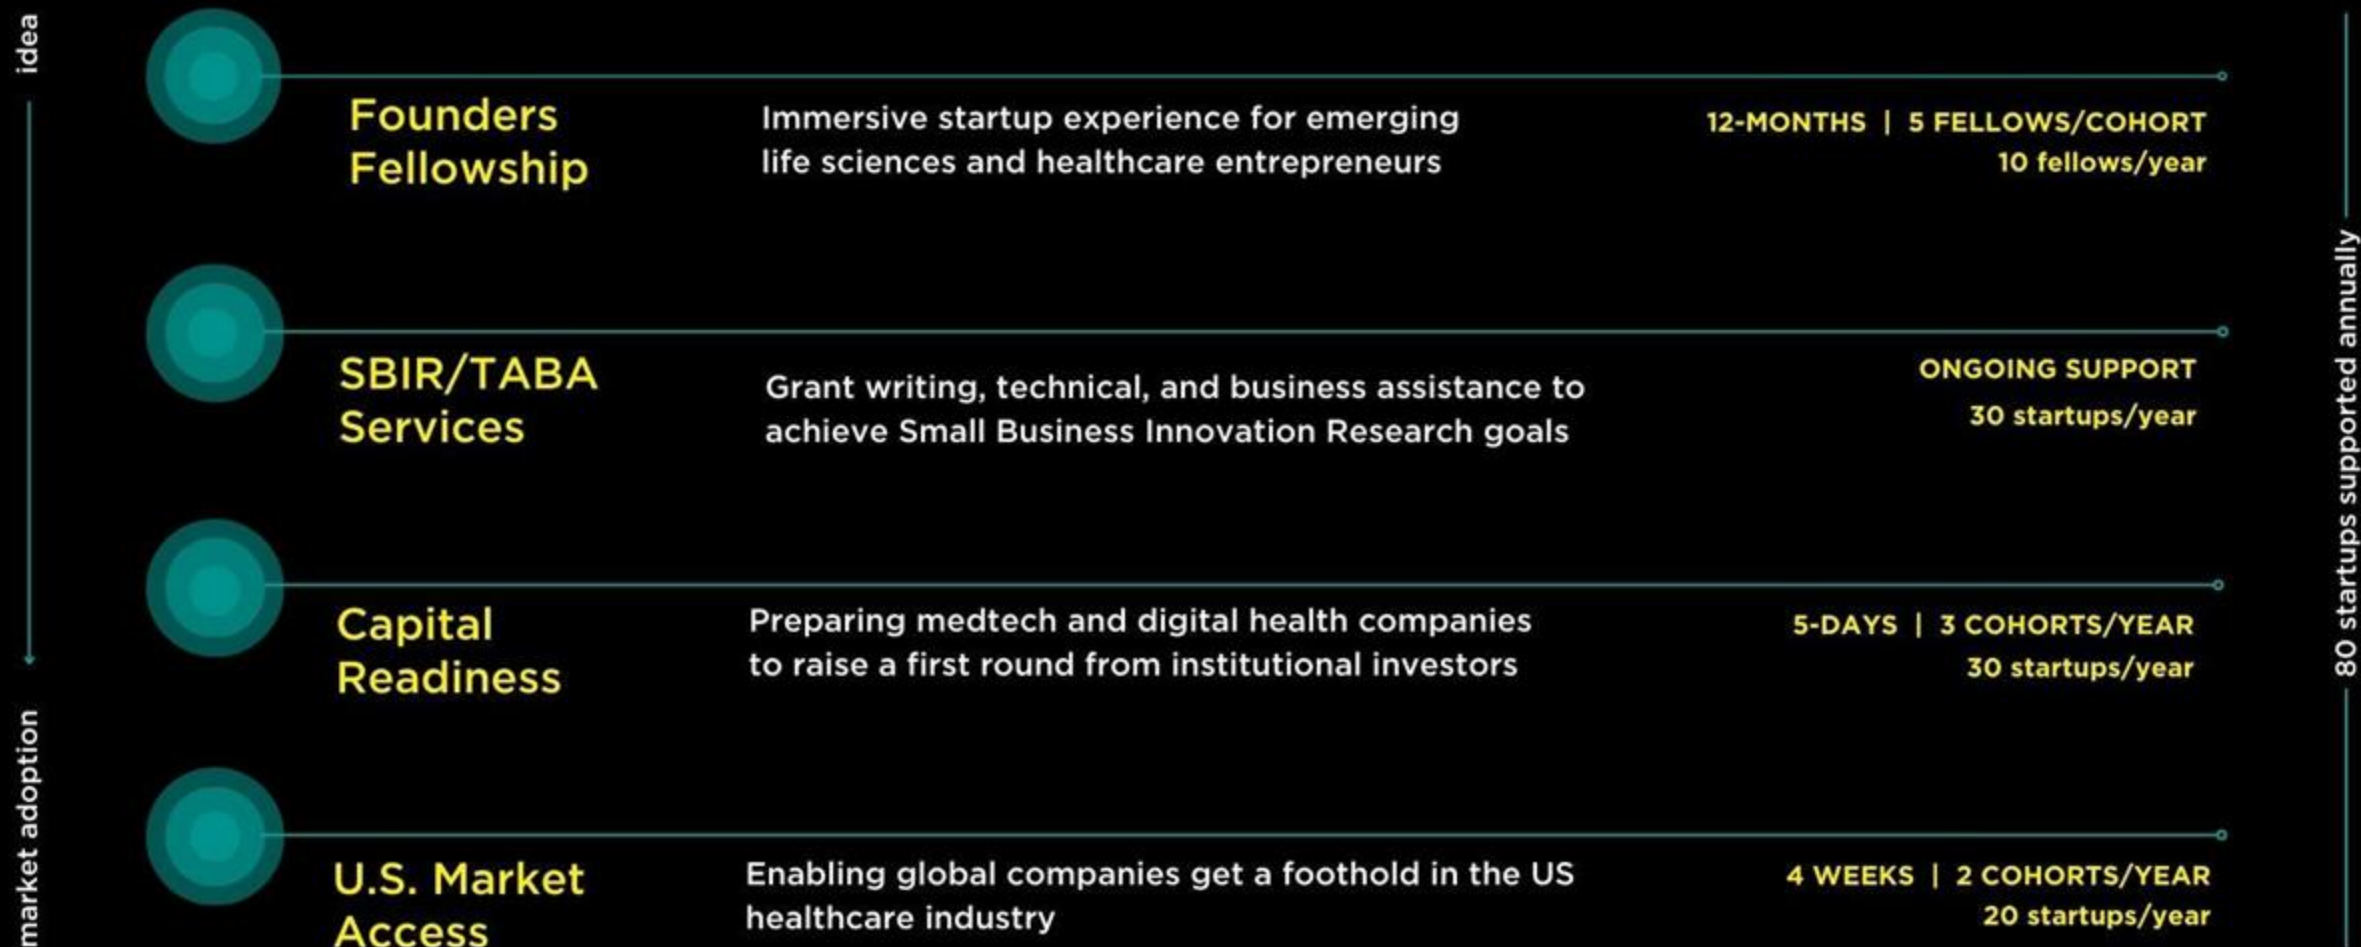 idea
Founders
Fellowship
Immersive startup experience for emerging
life sciences and healthcare entrepreneurs
12-MONTHS | 5 FELLOWS/COHORT
10 fellows/year
SBIR/TABA
Services
Grant writing, technical, and business assistance to
achieve Small Business Innovation Research goals
ONGOING SUPPORT
30 startups/year
Capital
Readiness
Preparing medtech and digital health companies
to raise a first round from institutional investors
5-DAYS | 3 COHORTS/YEAR
30 startups/year
market adoption
U.S. Market
Access
Enabling global companies get a foothold in the US
healthcare industry
4 WEEKS | 2 COHORTS/YEAR
20 startups/year
80 startups supported annually